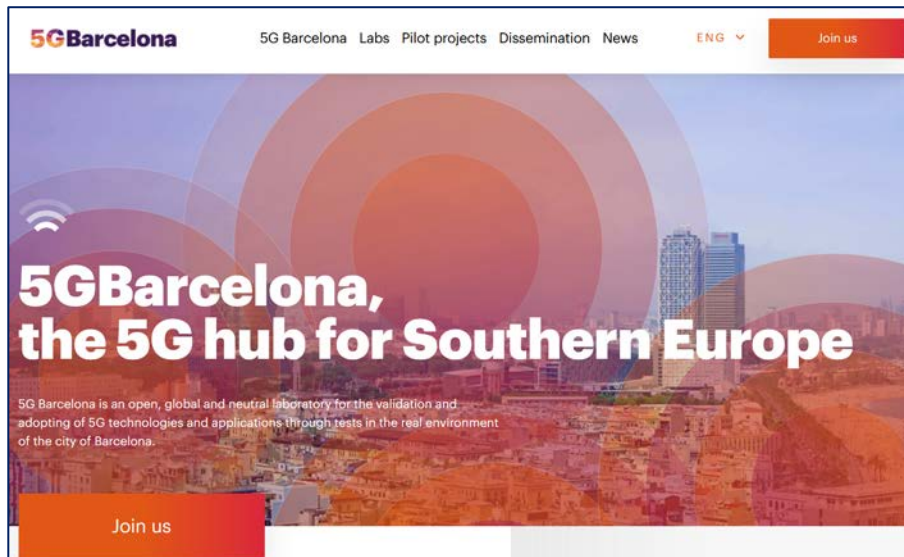 5GBarcelona
5G Barcelona Labs Pilot projects Dissemination News
ENG
Join us
5GBarcelona,
the 5G hub for Southern Europe
5G Barcelona is an open, global and neutral laboratory for the validation and
adopting of 5G technologies and applications through tests in the real environment
of the city of Barcelona.
Join us